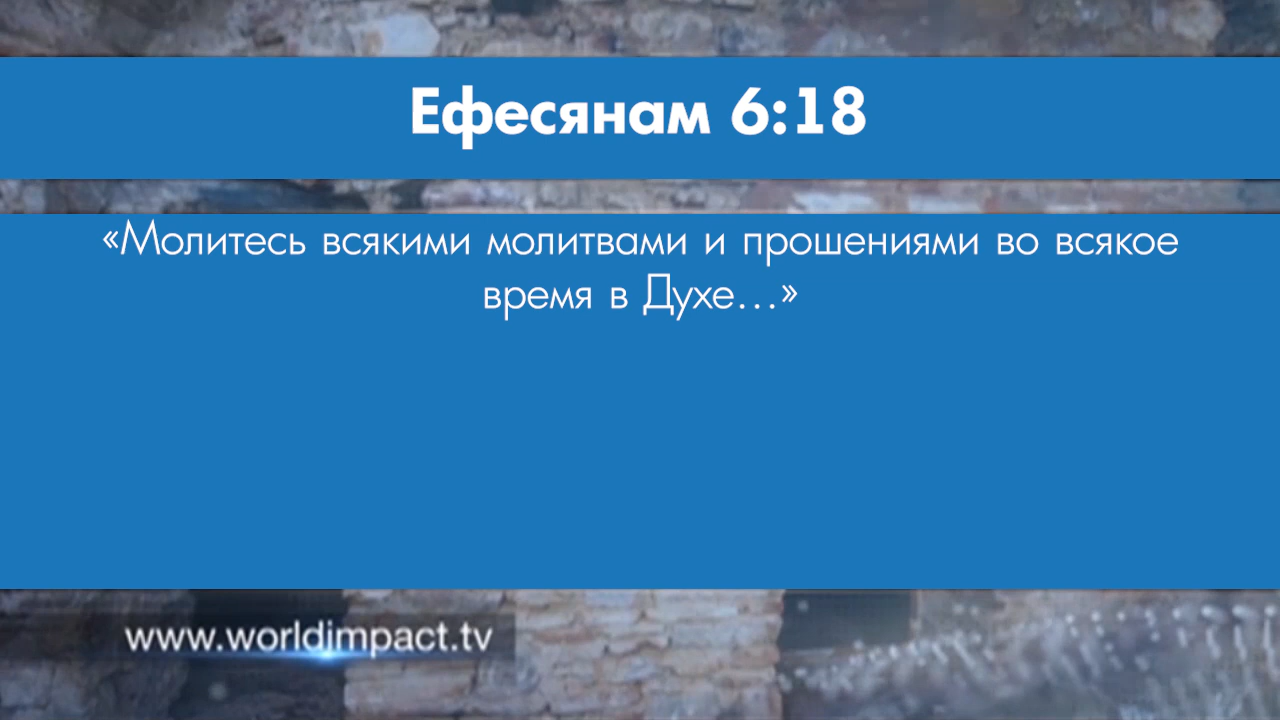 Ефесянам 6:18
«Молитесь всякими молитвами и прошениями во всякое
время в Духе...»
www.worldimpact.tv